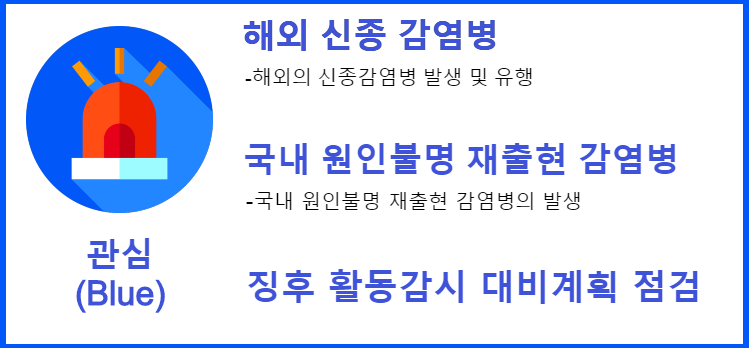 해외 신종 감염병
-해외의 신종감염병 발생 및 유행
국내 원인불명 재출현 감염병
-국내 원인불명 재출현 감염병의 발생
관심
(Blue)
징후 활동감시 대비계획 점검